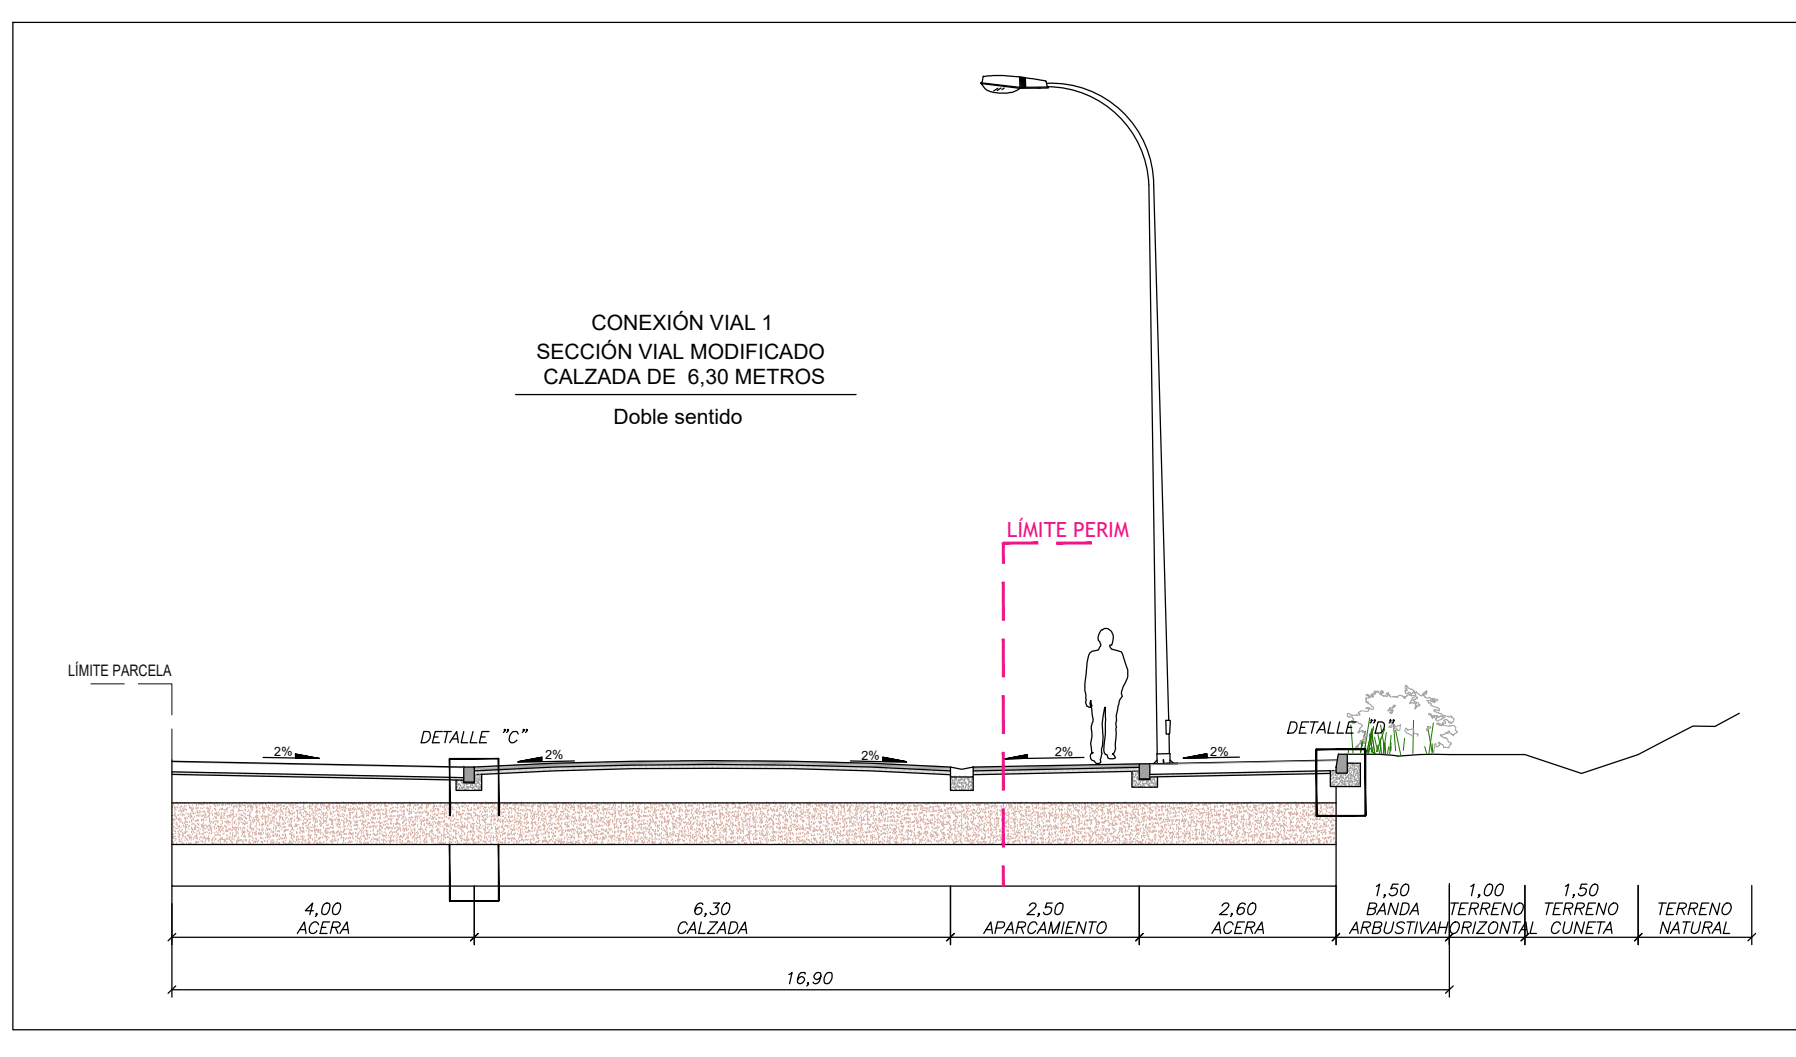 CONEXIÓN VIAL 1
SECCIÓN VIAL MODIFICADO
CALZADA DE 6,30 METROS
Doble sentido
LÍMITE PERIM
LÍMITE PARCELA
DETALLE "C"
DETALLE "D"
2% 2% 2% 2% 2%
4,00
ACERA
6,30
CALZADA
2,50
APARCAMIENTO
2,60
ACERA
1,50
BANDA
ARBUSTIVA
1,00
TERRENO
HORIZONTAL
1,50
TERRENO
CUNETA
TERRENO
NATURAL
16,90